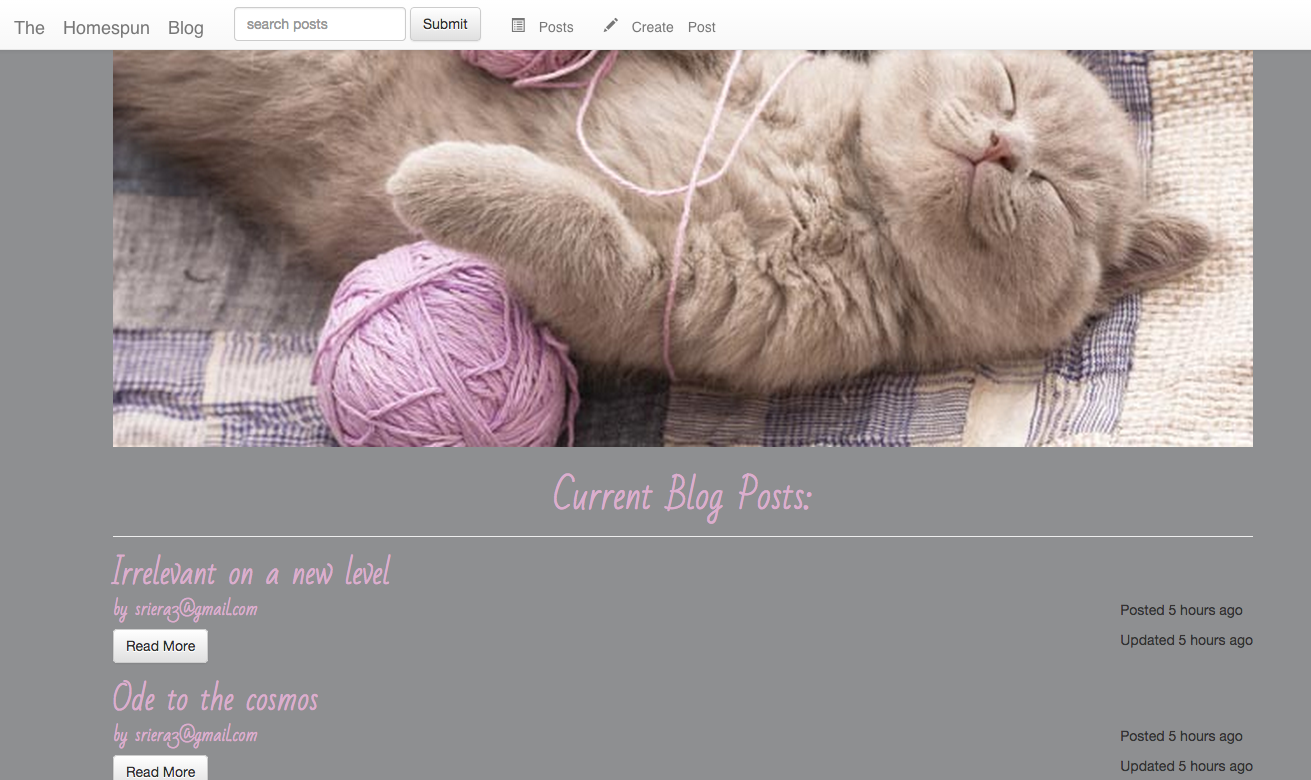 The Homespun Blog search posts Submit Posts Create Post
Current Blog Posts:
Irrelevant on a new level
by sriera3@gmail.com Posted 5 hours ago
Read More Updated 5 hours ago
Ode to the cosmos
by sriera3@gmail.com Posted 5 hours ago
Read More Updated 5 hours ago